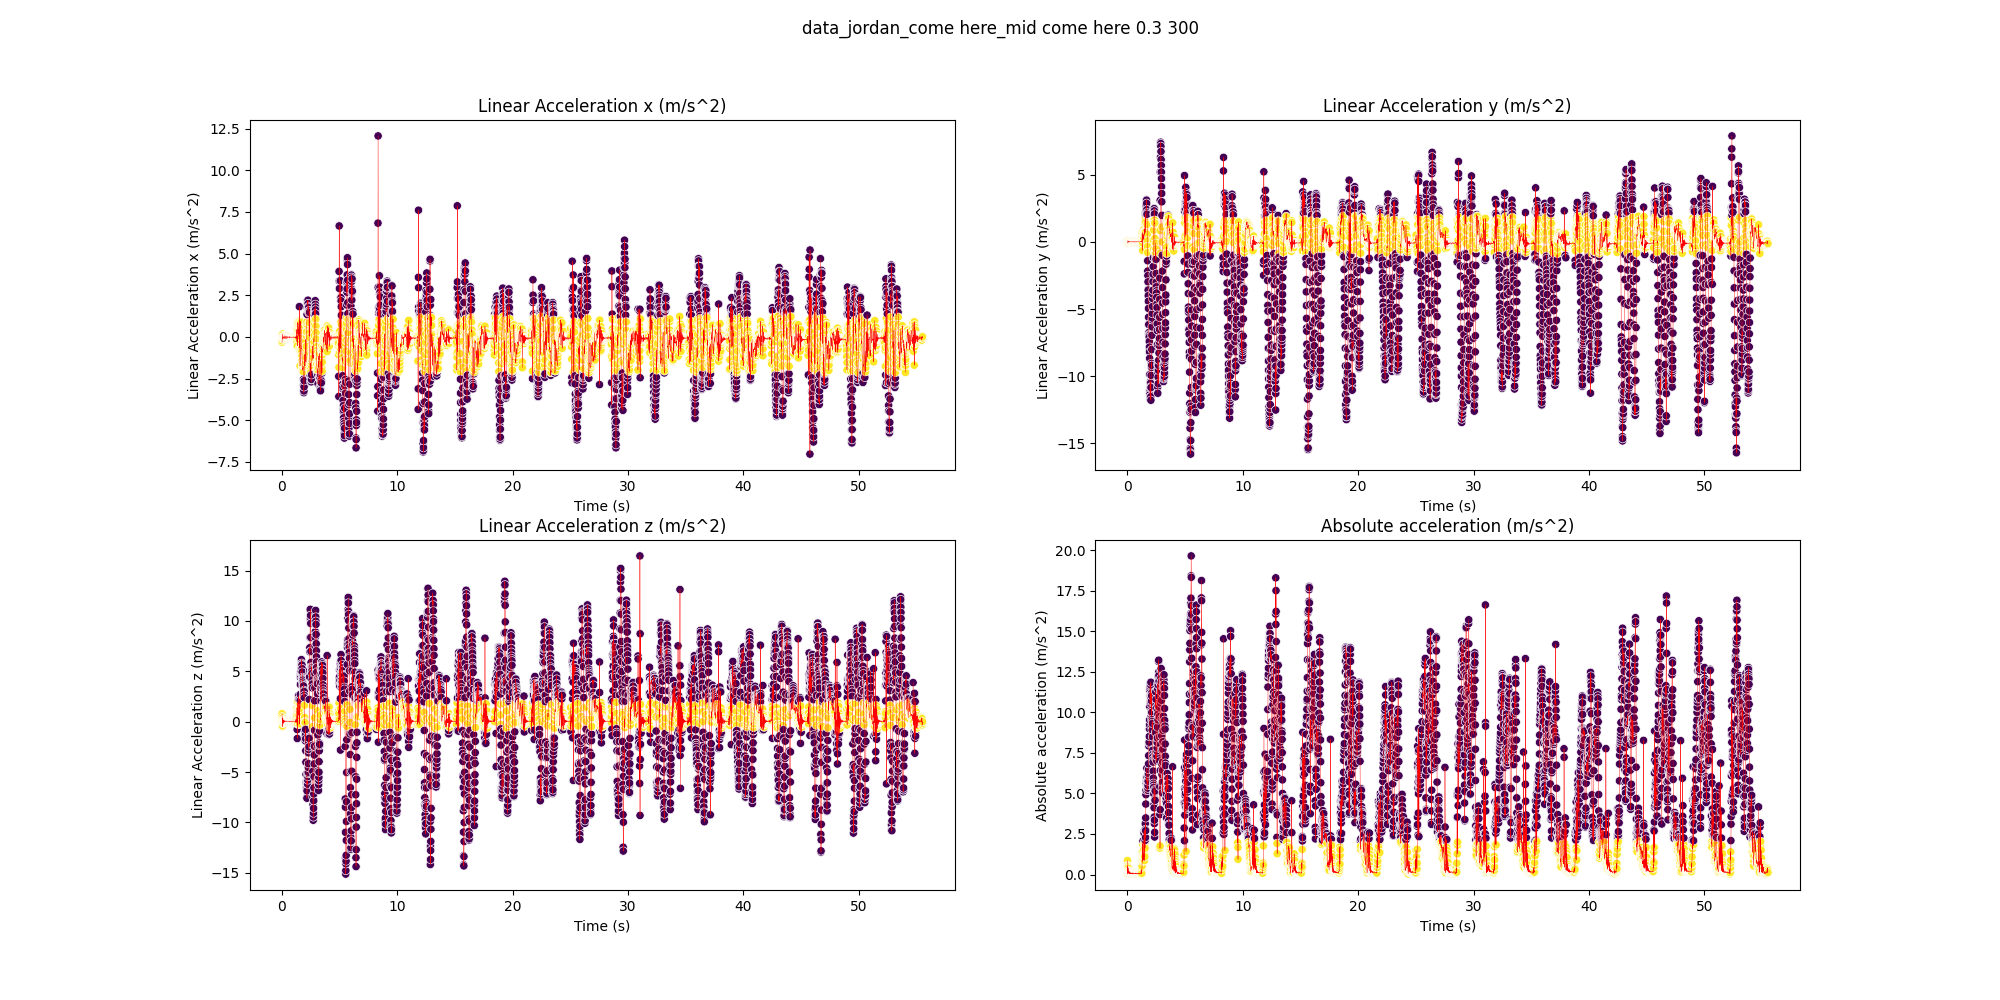 data_jordan_come here_mid come here 0.3 300
Linear Acceleration x (m/s^2)
Linear Acceleration x (m/s^2)
12.5
10.0
7.5
5.0
2.5
0.0
−2.5
−5.0
−7.5
0 10 20 30 40 50
Time (s)
Linear Acceleration y (m/s^2)
Linear Acceleration y (m/s^2)
5
0
−5
−10
−15
0 10 20 30 40 50
Time (s)
Linear Acceleration z (m/s^2)
Linear Acceleration z (m/s^2)
15
10
5
0
−5
−10
−15
0 10 20 30 40 50
Time (s)
Absolute acceleration (m/s^2)
Absolute acceleration (m/s^2)
20.0
17.5
15.0
12.5
10.0
7.5
5.0
2.5
0.0
0 10 20 30 40 50
Time (s)